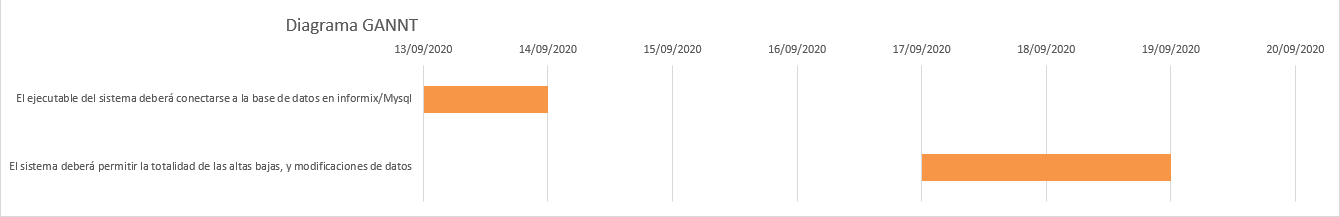 Diagrama GANNT
13/09/2020 14/09/2020 15/09/2020 16/09/2020 17/09/2020 18/09/2020 19/09/2020 20/09/2020
El ejecutable del sistema deberá conectarse a la base de datos en informix/Mysql
El sistema deberá permitir la totalidad de las altas bajas, y modificaciones de datos